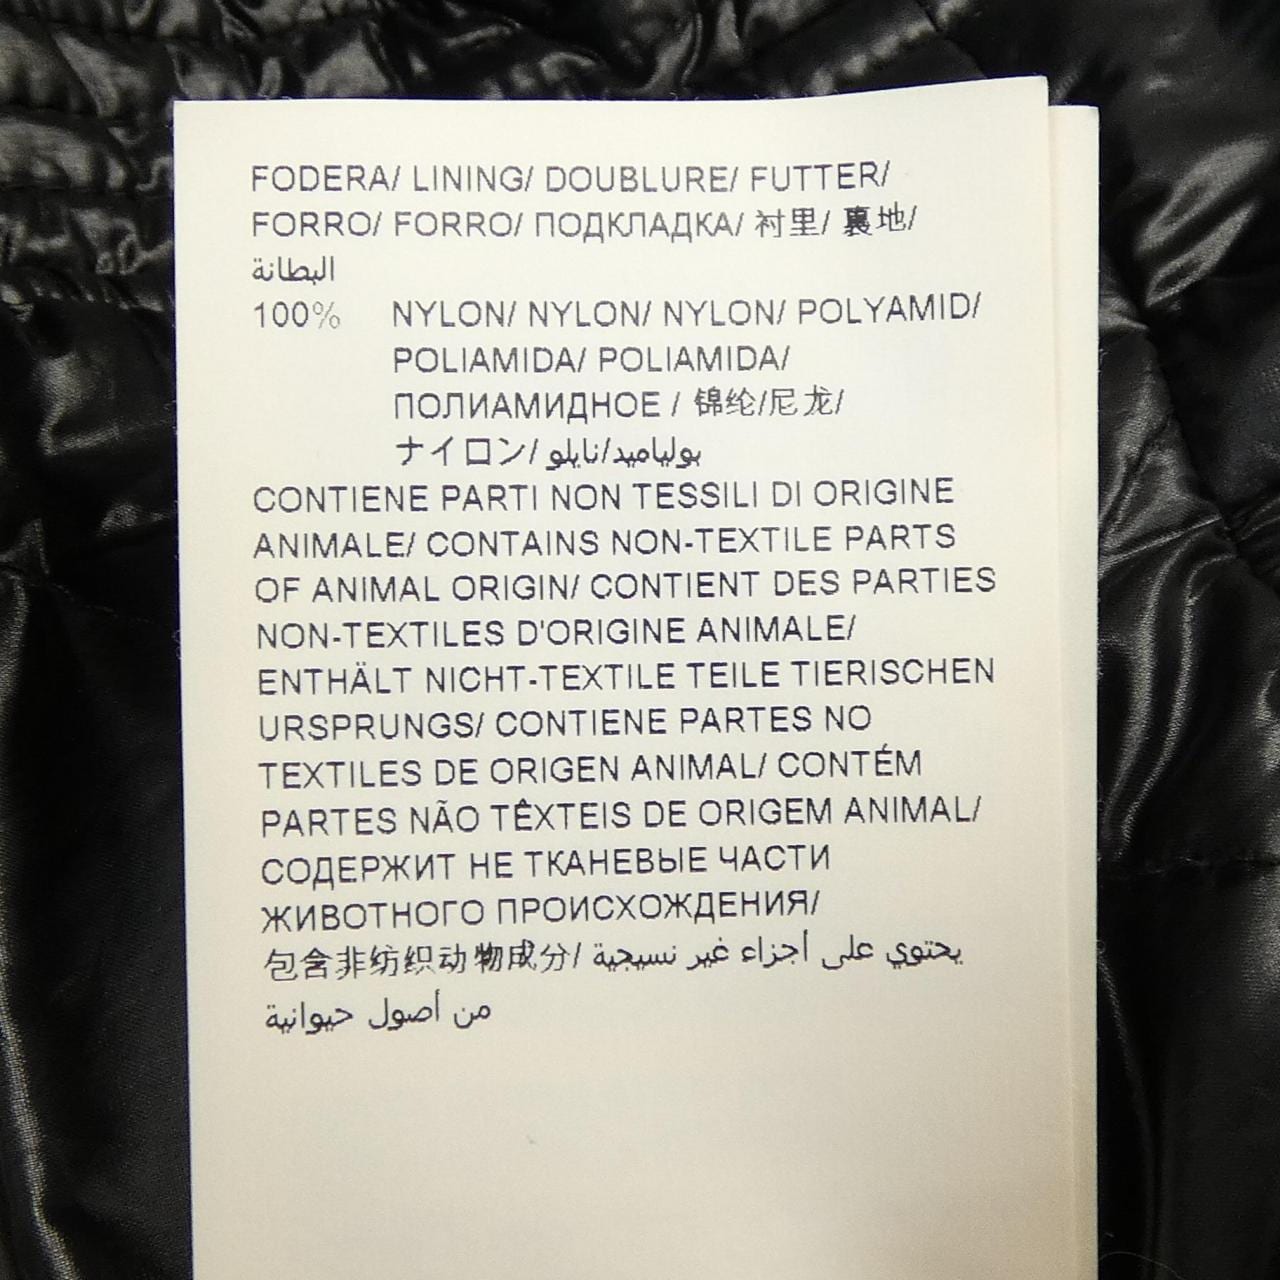 FODERA/ LINING/ DOUBLURE/ FUTTER/
FORRO/ FORRO/ ПОДКЛАДКА/ 衬里/ 裏地/
البطانة
100% NYLON/ NYLON/ NYLON/ POLYAMID/
POLIAMIDA/ POLIAMIDA/
ПОЛИАМИДНОЕ / 锦纶/尼龙/
ナイロン/ بولياميد/نايلو
CONTIENE PARTI NON TESSILI DI ORIGINE
ANIMALE/ CONTAINS NON-TEXTILE PARTS
OF ANIMAL ORIGIN/ CONTIENT DES PARTIES
NON-TEXTILES D'ORIGINE ANIMALE/
ENTHÄLT NICHT-TEXTILE TEILE TIERISCHEN
URSPRUNGS/ CONTIENE PARTES NO
TEXTILES DE ORIGEN ANIMAL/ CONTÉM
PARTES NÃO TÊXTEIS DE ORIGEM ANIMAL/
СОДЕРЖИТ НЕ ТКАНЕВЫЕ ЧАСТИ
ЖИВОТНОГО ПРОИСХОЖДЕНИЯ/
包含非纺织动物成分/ يحتوي على أجزاء غير نسيجية
من أصول حيوانية